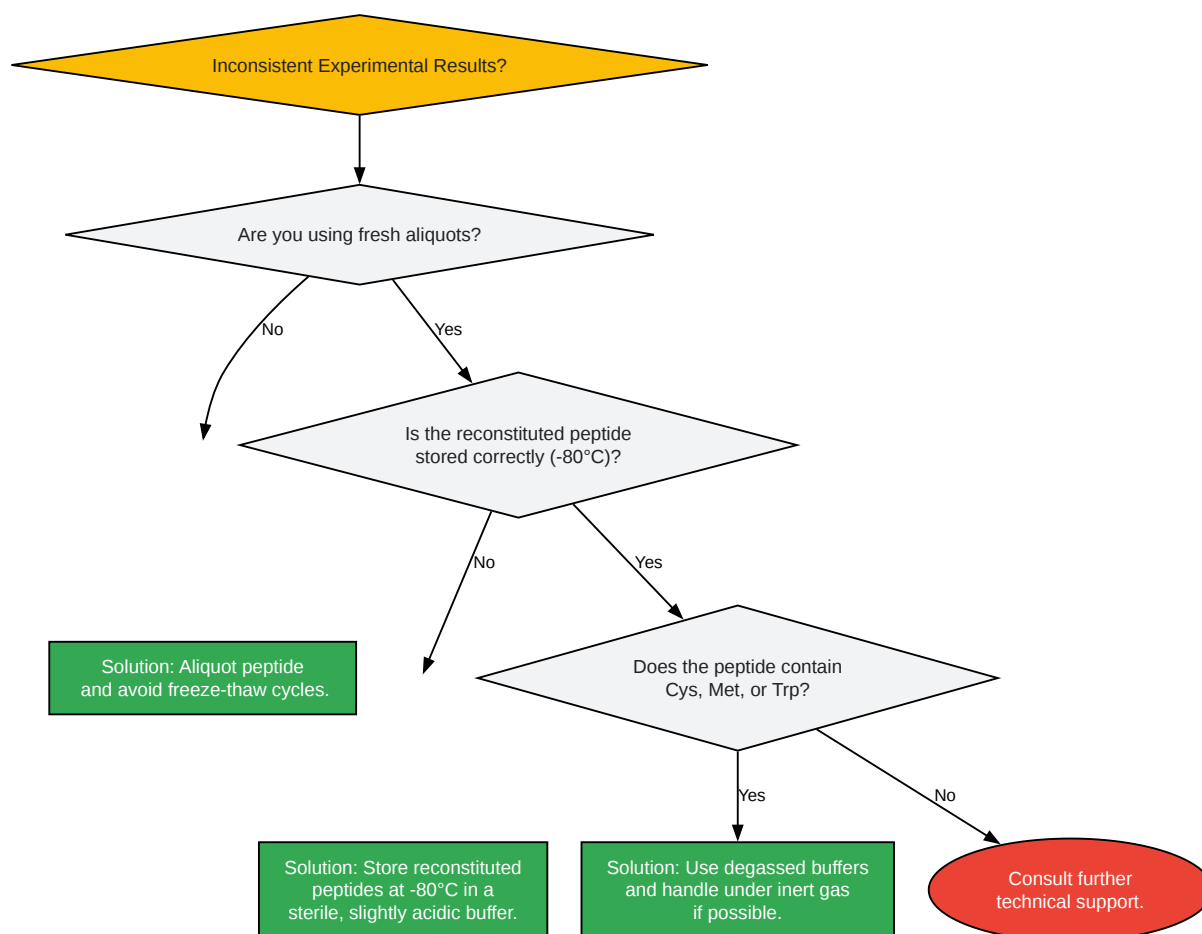 Inconsistent Experimental Results?
Are you using fresh aliquots?
No
Yes
Is the reconstituted peptide
stored correctly (-80°C)?
No
Yes
Solution: Aliquot peptide
and avoid freeze-thaw cycles.
Does the peptide contain
Cys, Met, or Trp?
Yes
No
Solution: Store reconstituted
peptides at -80°C in a
sterile, slightly acidic buffer.
Solution: Use degassed buffers
and handle under inert gas
if possible.
Consult further
technical support.